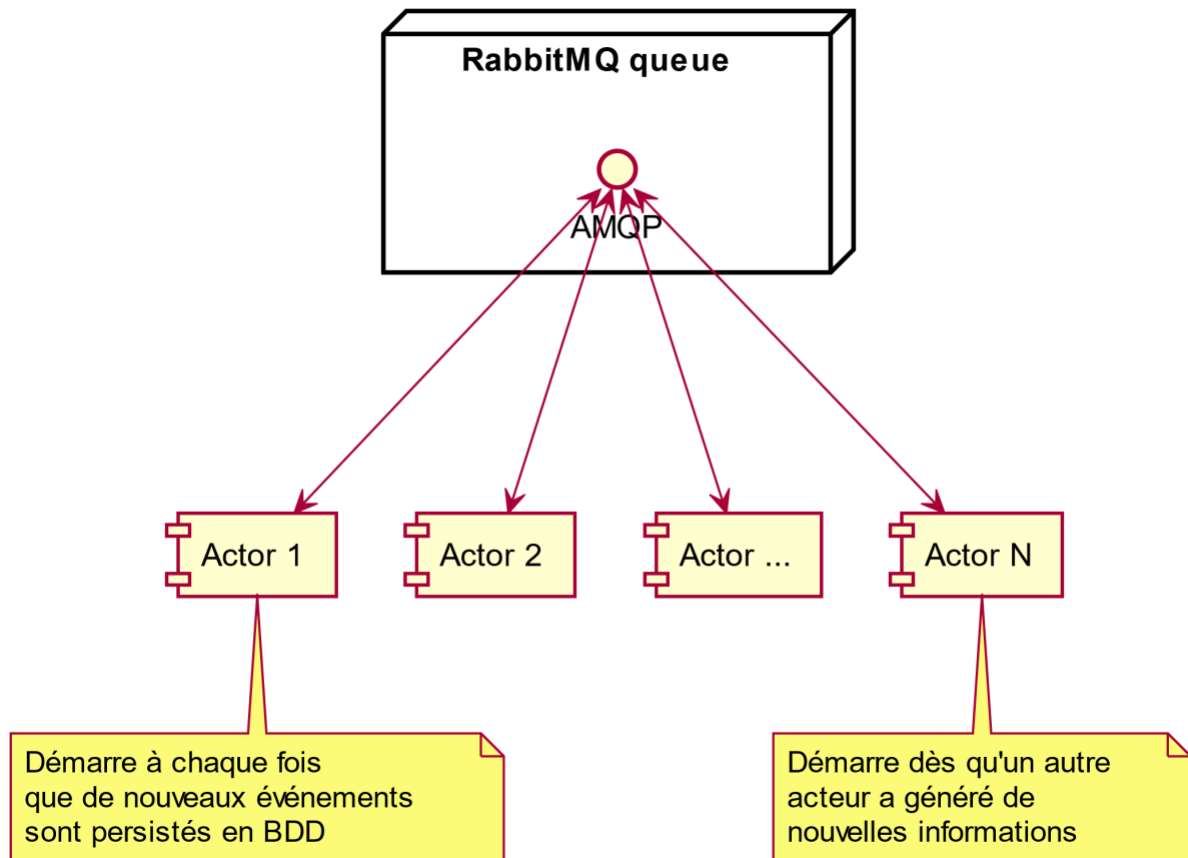 RabbitMQ queue
AMQP
Actor 1
Actor 2
Actor ...
Actor N
Démarre à chaque fois
que de nouveaux événements
sont persistés en BDD
Démarre dès qu'un autre
acteur a généré de
nouvelles informations